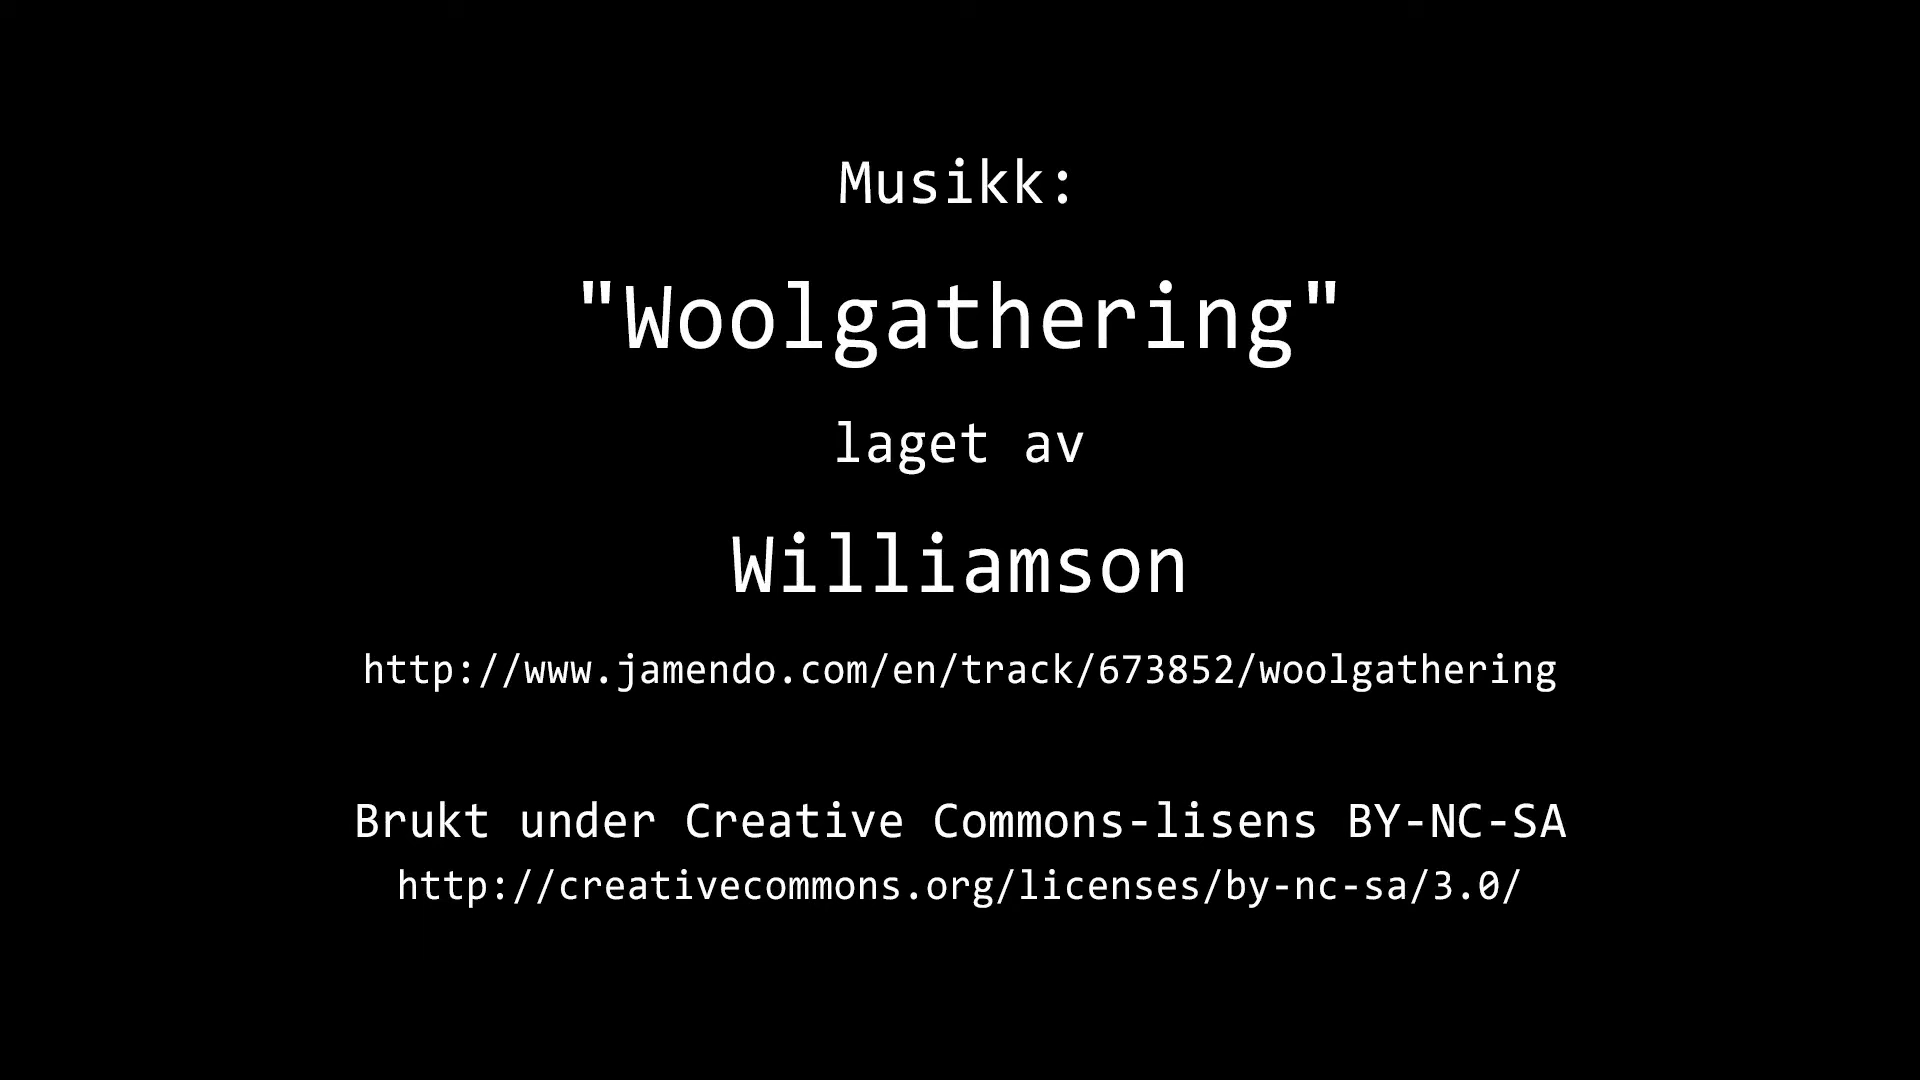 Musikk:
"Woolgathering"
laget av
Williamson
http://www.jamendo.com/en/track/673852/woolgathering
Brukt under Creative Commons-lisens BY-NC-SA
http://creativecommons.org/licenses/by-nc-sa/3.0/